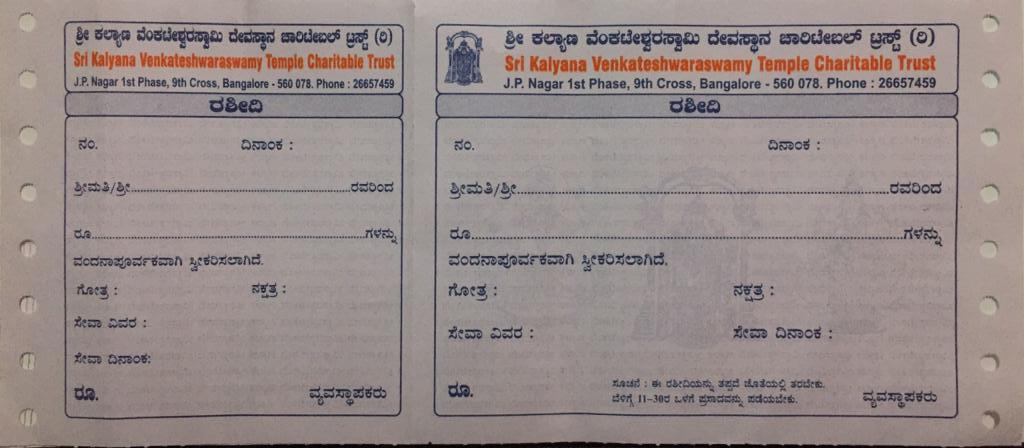 ಶ್ರೀ ಕಲ್ಯಾಣ ವೆಂಕಟೇಶ್ವರಸ್ವಾಮಿ ದೇವಸ್ಥಾನ ಚಾರಿಟೇಬಲ್ ಟ್ರಸ್ಟ್ (ರಿ)
Sri Kalyana Venkateshwaraswamy Temple Charitable Trust
J.P. Nagar 1st Phase, 9th Cross, Bangalore - 560 078. Phone : 26657459
ರಶೀದಿ
ನಂ. ದಿನಾಂಕ :
ಶ್ರೀಮತಿ/ಶ್ರೀ..........................................................ರವರಿಂದ
ರೂ..........................................................ಗಳನ್ನು
ವಂದನಾಪೂರ್ವಕವಾಗಿ ಸ್ವೀಕರಿಸಲಾಗಿದೆ.
ಗೋತ್ರ : ನಕ್ಷತ್ರ :
ಸೇವಾ ವಿವರ :
ಸೇವಾ ದಿನಾಂಕ:
ರೂ. ವ್ಯವಸ್ಥಾಪಕರು
ಶ್ರೀ ಕಲ್ಯಾಣ ವೆಂಕಟೇಶ್ವರಸ್ವಾಮಿ ದೇವಸ್ಥಾನ ಚಾರಿಟೇಬಲ್ ಟ್ರಸ್ಟ್ (ರಿ)
Sri Kalyana Venkateshwaraswamy Temple Charitable Trust
J.P. Nagar 1st Phase, 9th Cross, Bangalore - 560 078. Phone : 26657459
ರಶೀದಿ
ನಂ. ದಿನಾಂಕ :
ಶ್ರೀಮತಿ/ಶ್ರೀ..........................................................ರವರಿಂದ
ರೂ..........................................................ಗಳನ್ನು
ವಂದನಾಪೂರ್ವಕವಾಗಿ ಸ್ವೀಕರಿಸಲಾಗಿದೆ.
ಗೋತ್ರ : ನಕ್ಷತ್ರ :
ಸೇವಾ ವಿವರ : ಸೇವಾ ದಿನಾಂಕ :
ಸೂಚನೆ : ಈ ರಶೀದಿಯನ್ನು ತಪ್ಪದೆ ಜೊತೆಯಲ್ಲಿ ತರಬೇಕು.
ಬೆಳಿಗ್ಗೆ 11-30ರ ಒಳಗೆ ಪ್ರಸಾದವನ್ನು ಪಡೆಯಬೇಕು.
ರೂ. ವ್ಯವಸ್ಥಾಪಕರು